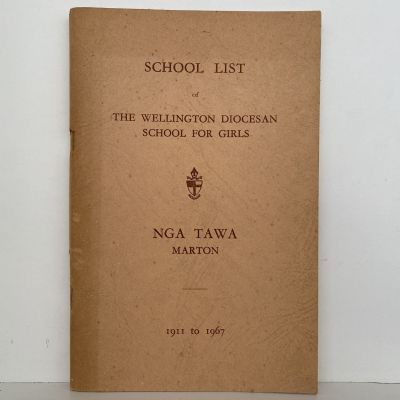 SCHOOL LIST
of
THE WELLINGTON DIOCESAN
SCHOOL FOR GIRLS
NGA TAWA
MARTON
1911 to 1967